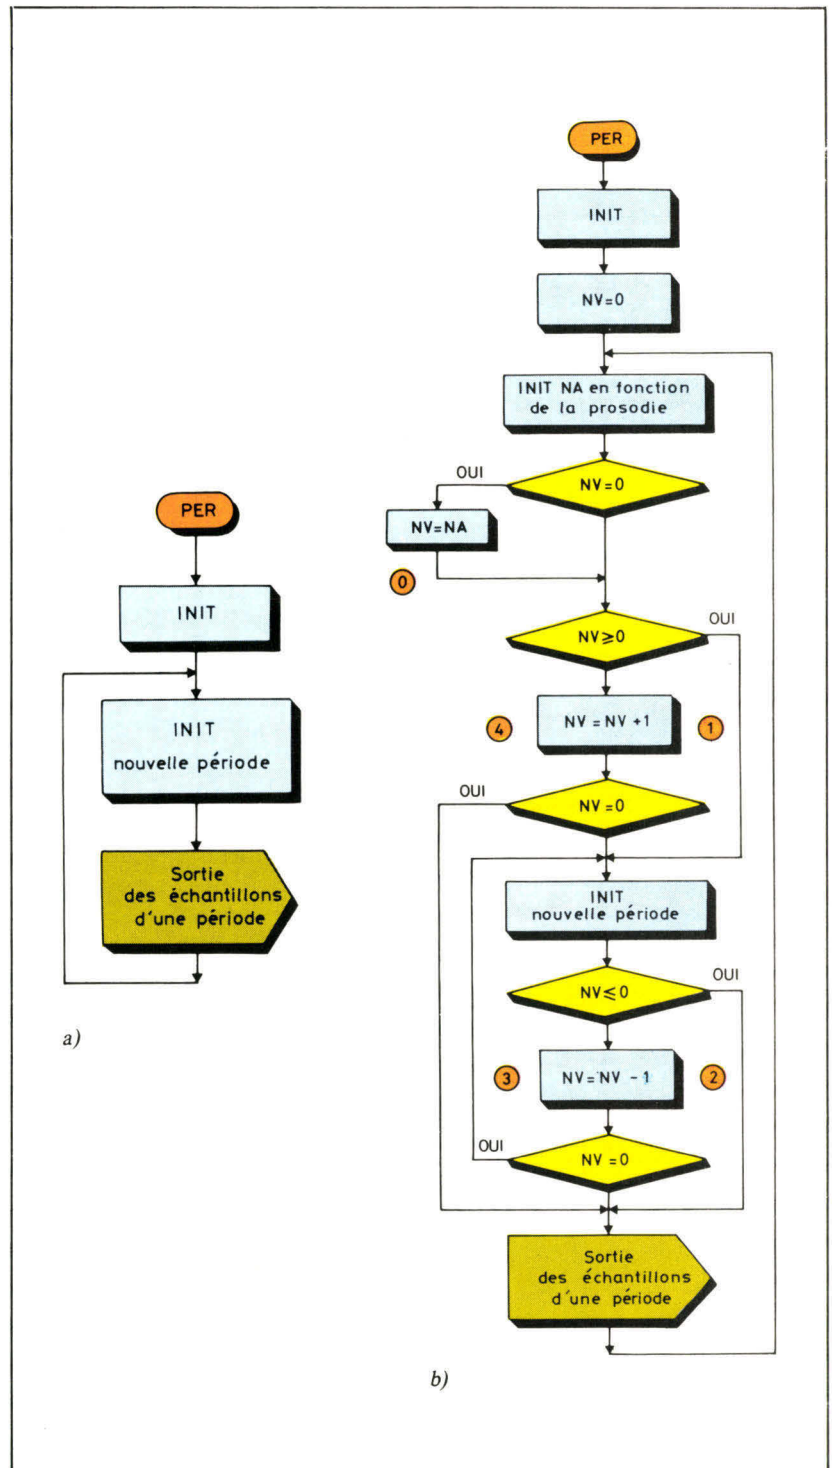 PER
INIT
INIT
nouvelle période
Sortie
des échantillons
d'une période
a)
PER
INIT
NV=0
INIT NA en fonction
de la prosodie
OUI
NV=0
NV=NA
0
NV≥0
OUI
4
NV=NV+1
1
OUI
NV=0
INIT
nouvelle période
NV≤0
OUI
3
NV=NV-1
2
OUI
NV=0
Sortie
des échantillons
d'une période
b)